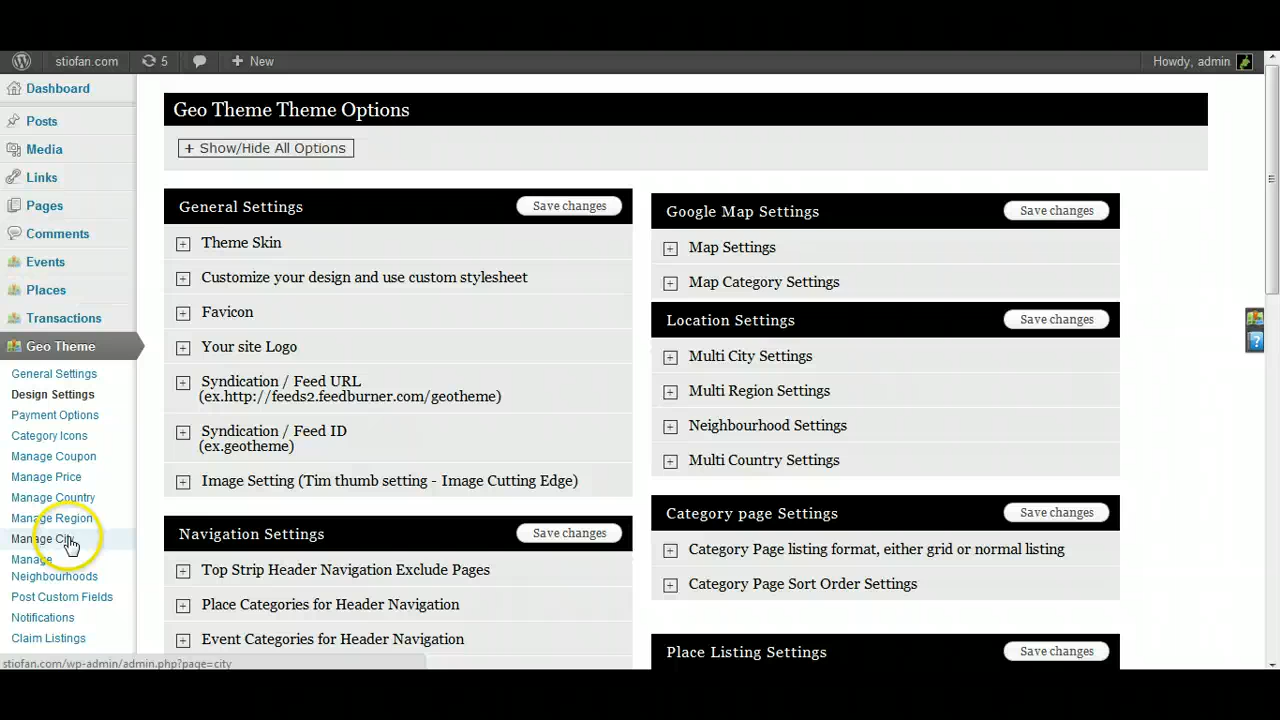 stiofan.com
5
+ New
Howdy, admin
Dashboard
Posts
Media
Links
Pages
Comments
Events
Places
Transactions
Geo Theme
General Settings
Design Settings
Payment Options
Category Icons
Manage Coupon
Manage Price
Manage Country
Manage Region
Manage City
Manage
Neighbourhoods
Post Custom Fields
Notifications
Claim Listings
stiofan.com/wp-admin/admin.php?page=city
Geo Theme Theme Options
+ Show/Hide All Options
General Settings
Save changes
Theme Skin
Customize your design and use custom stylesheet
Favicon
Your site Logo
Syndication / Feed URL
(ex.http://feeds2.feedburner.com/geotheme)
Syndication / Feed ID
(ex.geotheme)
Image Setting (Tim thumb setting - Image Cutting Edge)
Navigation Settings
Save changes
Top Strip Header Navigation Exclude Pages
Place Categories for Header Navigation
Event Categories for Header Navigation
Google Map Settings
Save changes
Map Settings
Map Category Settings
Location Settings
Save changes
Multi City Settings
Multi Region Settings
Neighbourhood Settings
Multi Country Settings
Category page Settings
Save changes
Category Page listing format, either grid or normal listing
Category Page Sort Order Settings
Place Listing Settings
Save changes
?